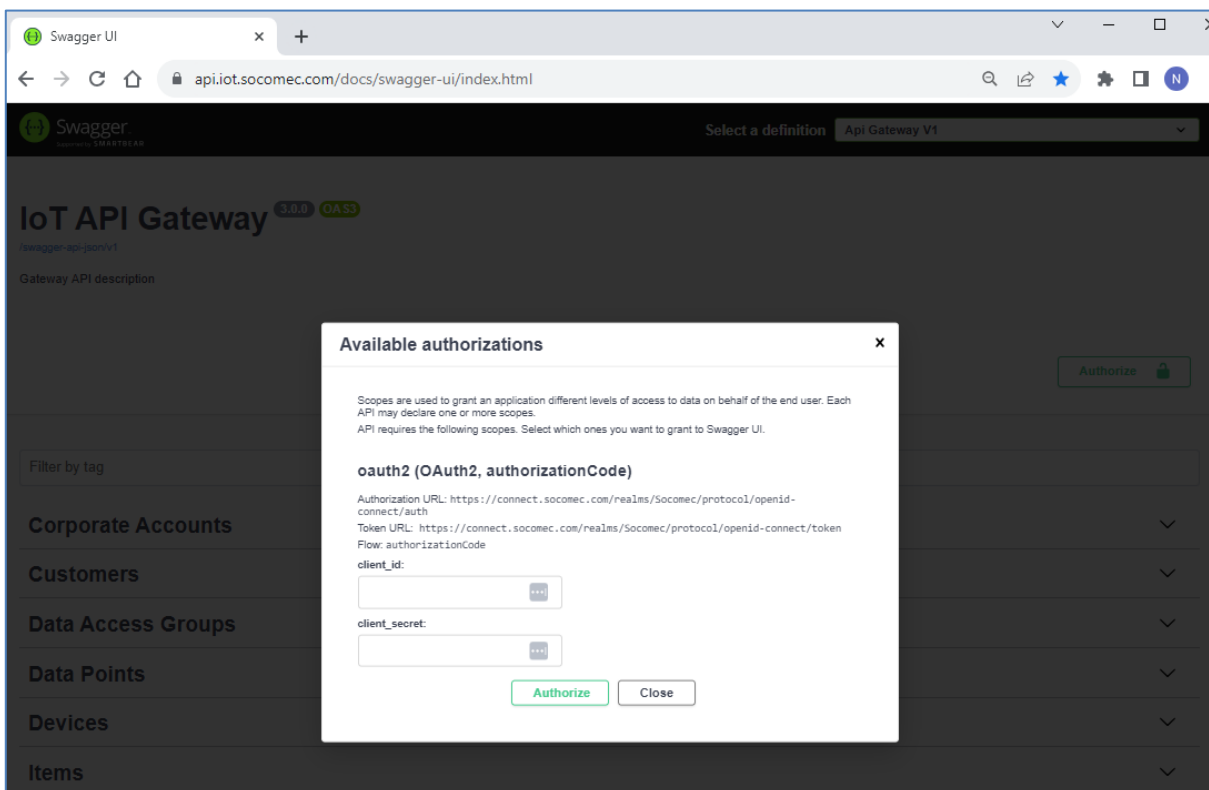 Swagger UI
api.iot.socomec.com/docs/swagger-ui/index.html
N
Swagger.
Supported by SMARTBEAR
Select a definition
Api Gateway V1
IoT API Gateway 3.0.0 OAS3
/swagger-api-json/v1
Gateway API description
Authorize
Available authorizations
Scopes are used to grant an application different levels of access to data on behalf of the end user. Each
API may declare one or more scopes.
API requires the following scopes. Select which ones you want to grant to Swagger UI.
oauth2 (OAuth2, authorizationCode)
Authorization URL: https://connect.socomec.com/realms/Socomec/protocol/openid-
connect/auth
Token URL: https://connect.socomec.com/realms/Socomec/protocol/openid-connect/token
Flow: authorizationCode
client_id:
client_secret:
Authorize
Close
Filter by tag
Corporate Accounts
Customers
Data Access Groups
Data Points
Devices
Items